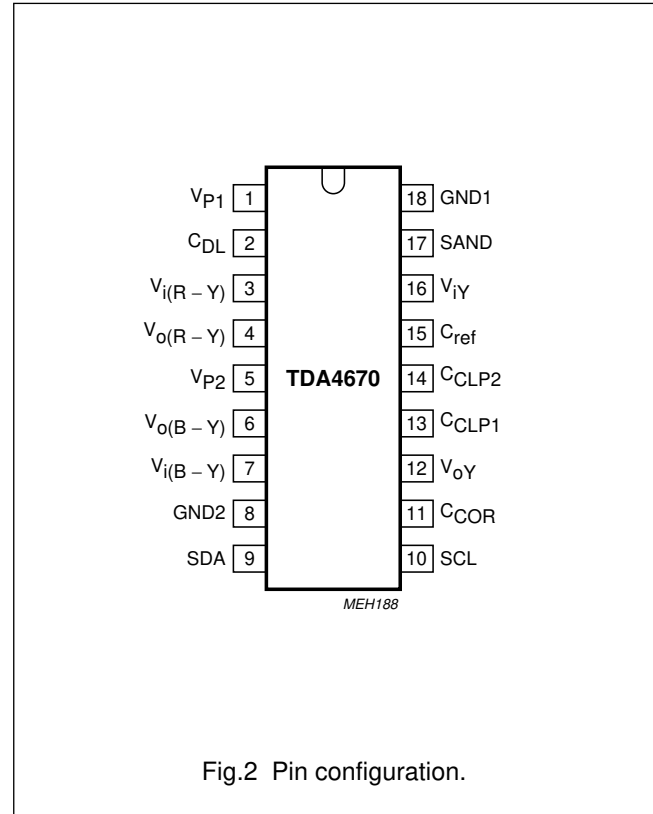 VP1 1 18 GND1
CDL 2 17 SAND
Vi(R – Y) 3 16 ViY
Vo(R – Y) 4 15 Cref
VP2 5 TDA4670 14 CCLP2
Vo(B – Y) 6 13 CCLP1
Vi(B – Y) 7 12 VoY
GND2 8 11 CCOR
SDA 9 10 SCL
MEH188
Fig.2 Pin configuration.